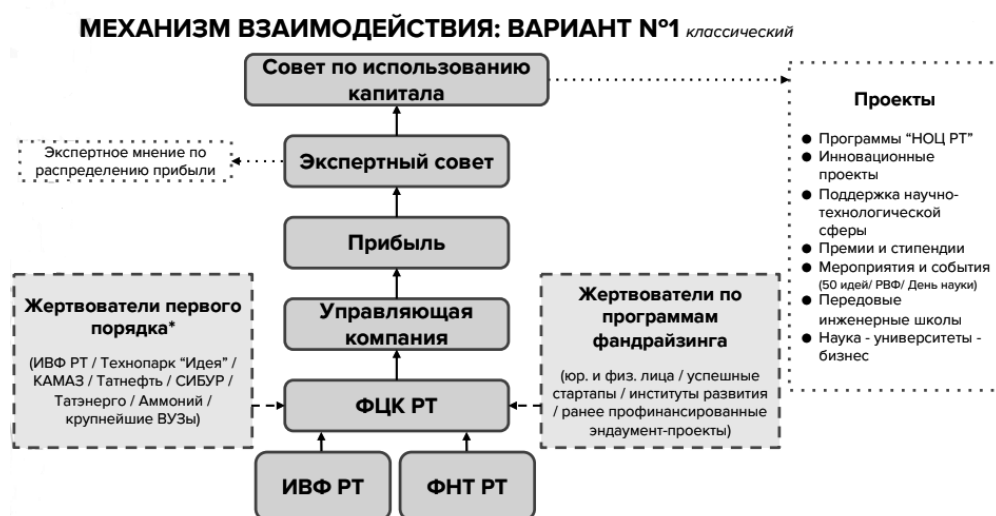 МЕХАНИЗМ ВЗАИМОДЕЙСТВИЯ: ВАРИАНТ №1 классический
Совет по использованию
капитала
Экспертное мнение по
распределению прибыли
Экспертный совет
Прибыль
Управляющая
компания
Жертвователи первого
порядка*
(ИВФ РТ / Технопарк “Идея” /
КАМАЗ / Татнефть / СИБУР /
Татэнерго / Аммоний /
крупнейшие ВУЗы)
ФЦК РТ
Жертвователи по
программам
фандрайзинга
(юр. и физ. лица / успешные
стартапы / институты развития
/ ранее профинансированные
эндаумент-проекты)
ИВФ РТ
ФНТ РТ
Проекты
● Программы “НОЦ РТ”
● Инновационные
проекты
● Поддержка научно-
технологической
сферы
● Премии и стипендии
● Мероприятия и события
(50 идей/ РВФ/ День науки)
● Передовые
инженерные школы
● Наука - университеты -
бизнес